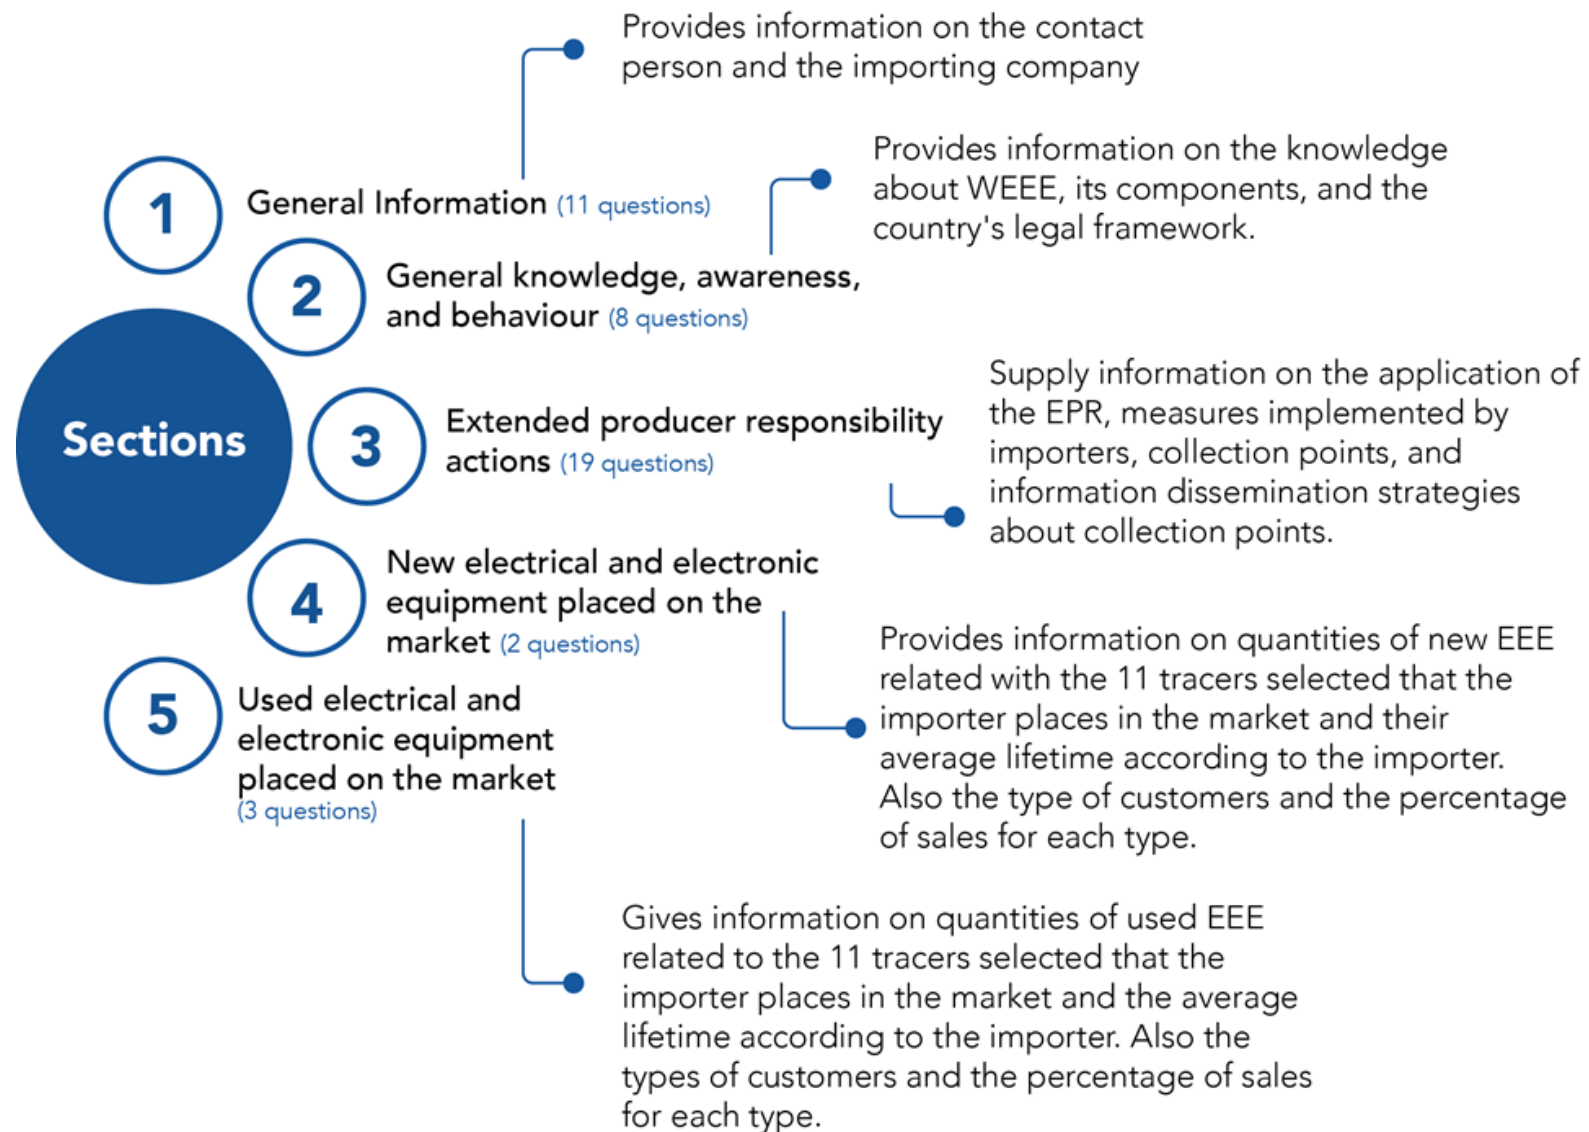 Provides information on the contact
person and the importing company
1
General Information (11 questions)
Provides information on the knowledge
about WEEE, its components, and the
country's legal framework.
2
General knowledge, awareness,
and behaviour (8 questions)
Sections
3
Extended producer responsibility
actions (19 questions)
Supply information on the application of
the EPR, measures implemented by
importers, collection points, and
information dissemination strategies
about collection points.
4
New electrical and electronic
equipment placed on the
market (2 questions)
Provides information on quantities of new EEE
related with the 11 tracers selected that the
importer places in the market and their
average lifetime according to the importer.
Also the type of customers and the percentage
of sales for each type.
5
Used electrical and
electronic equipment
placed on the market
(3 questions)
Gives information on quantities of used EEE
related to the 11 tracers selected that the
importer places in the market and the average
lifetime according to the importer. Also the
types of customers and the percentage of sales
for each type.